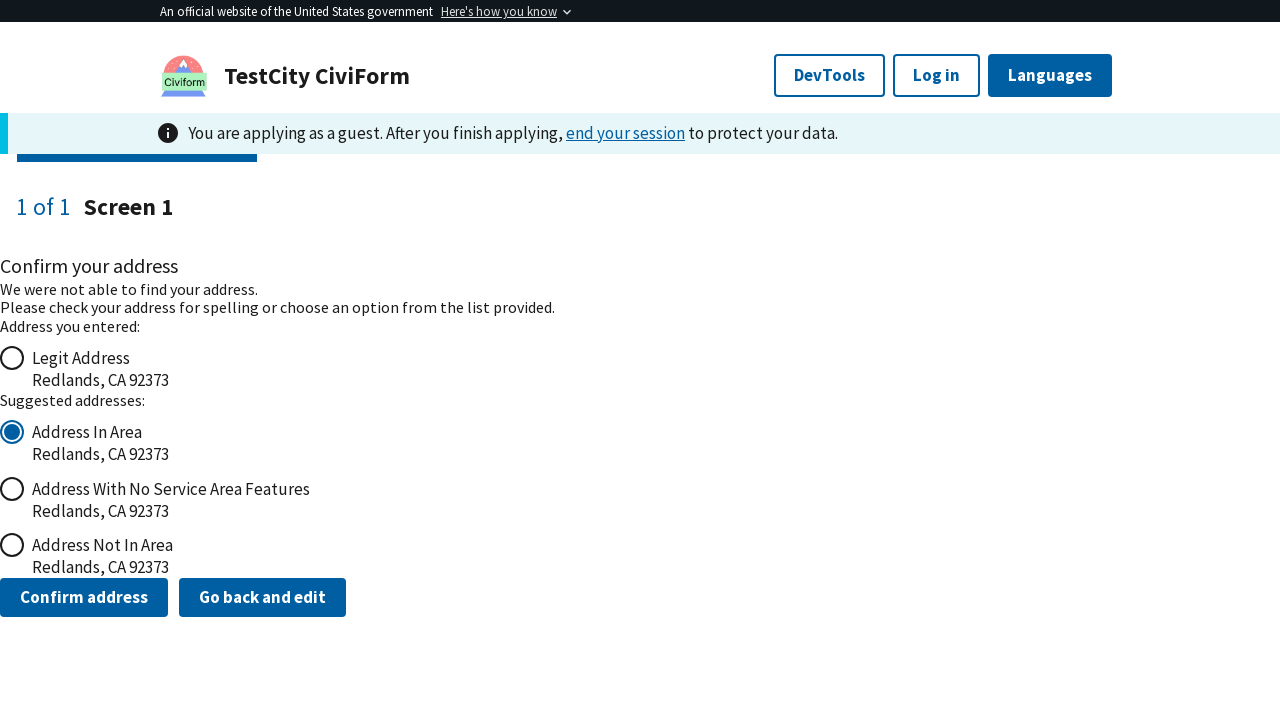 An official website of the United States government Here's how you know
Civiform
TestCity CiviForm
DevTools
Log in
Languages
You are applying as a guest. After you finish applying, end your session to protect your data.
1 of 1 Screen 1
Confirm your address
We were not able to find your address.
Please check your address for spelling or choose an option from the list provided.
Address you entered:
Legit Address
Redlands, CA 92373
Suggested addresses:
Address In Area
Redlands, CA 92373
Address With No Service Area Features
Redlands, CA 92373
Address Not In Area
Redlands, CA 92373
Confirm address
Go back and edit